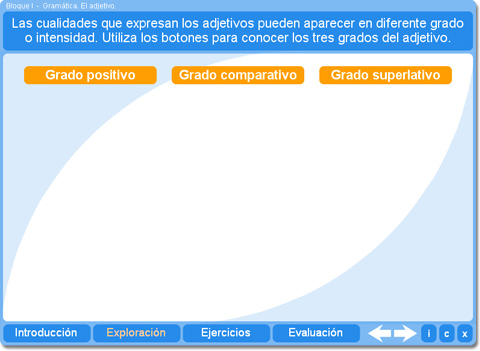 Bloque I - Gramática. El adjetivo.
Las cualidades que expresan los adjetivos pueden aparecer en diferente grado
o intensidad. Utiliza los botones para conocer los tres grados del adjetivo.
Grado positivo Grado comparativo Grado superlativo
Introducción Exploración Ejercicios Evaluación i c x